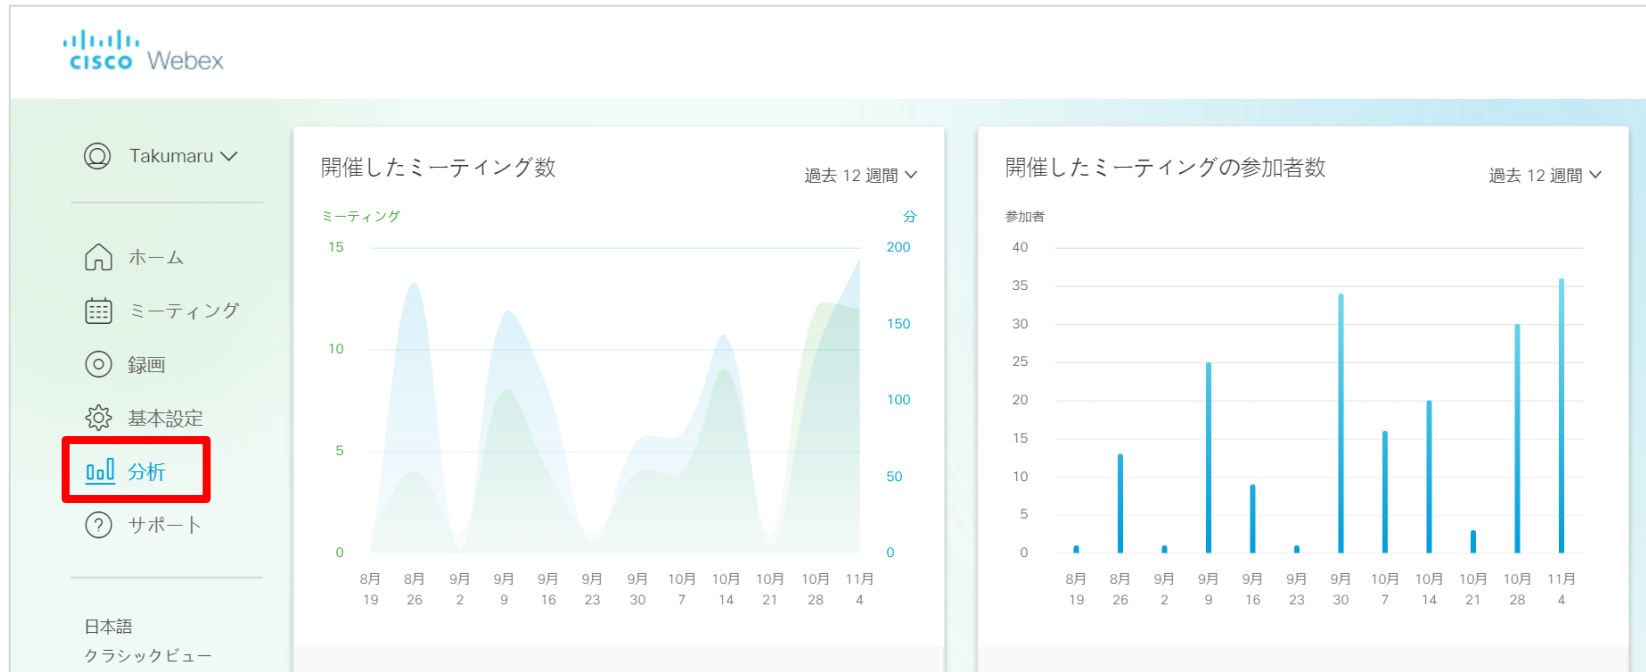 CISCO Webex
Takumaru
ホーム
ミーティング
録画
基本設定
分析
サポート
日本語
クラシックビュー
開催したミーティング数
過去 12 週間
ミーティング
分
15
10
5
0
200
150
100
50
0
8月 8月 9月 9月 9月 9月 9月 10月 10月 10月 10月 11月
19 26 2 9 16 23 30 7 14 21 28 4
開催したミーティングの参加者数
過去 12 週間
参加者
40
35
30
25
20
15
10
5
0
8月 8月 9月 9月 9月 9月 9月 10月 10月 10月 10月 11月
19 26 2 9 16 23 30 7 14 21 28 4